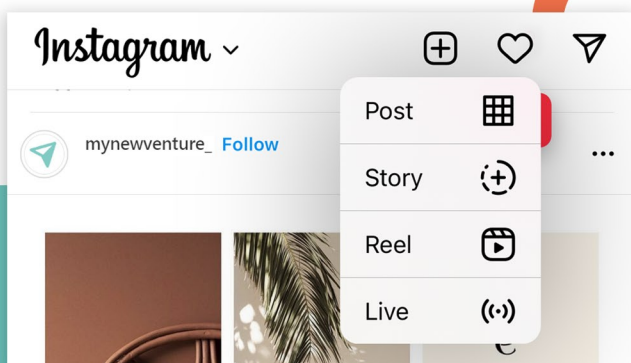 Instagram
Post
mynewventure_ Follow
Story
Reel
Live